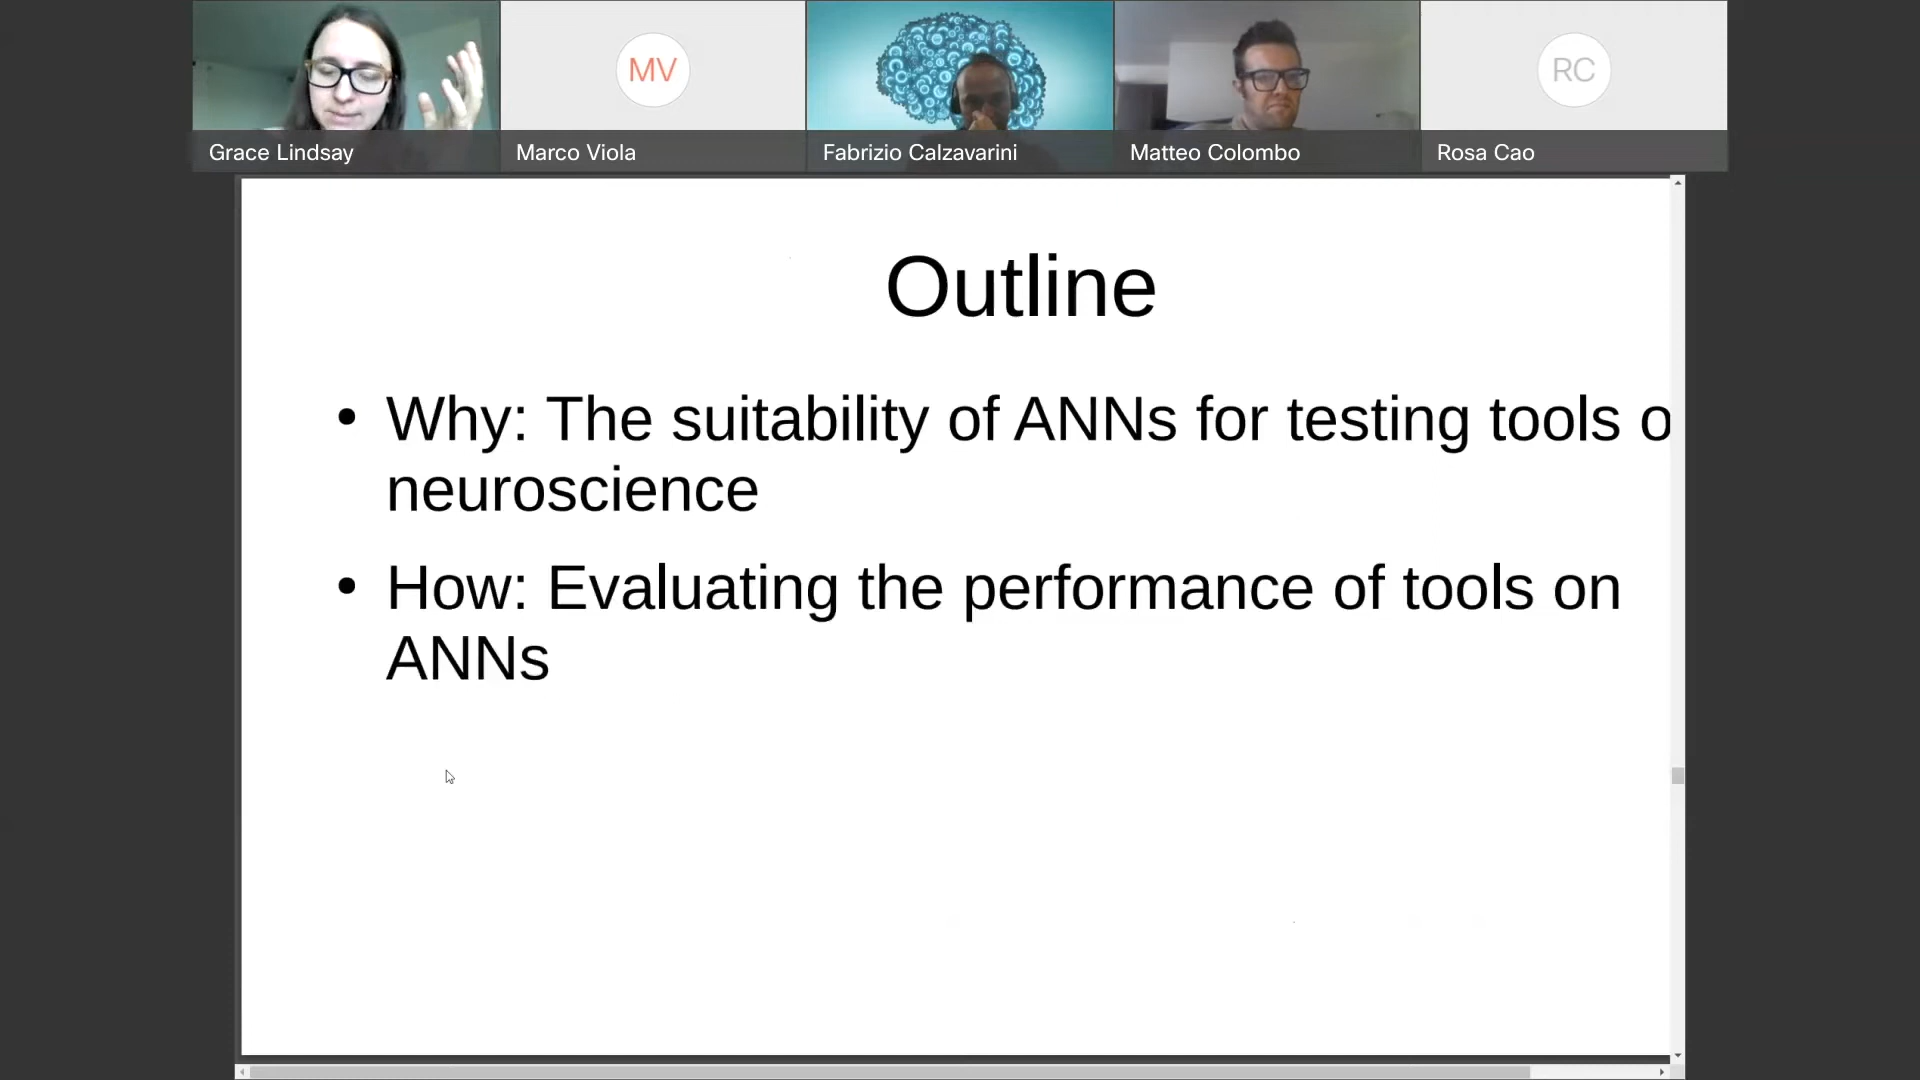 MV
RC
Grace Lindsay
Marco Viola
Fabrizio Calzavarini
Matteo Colombo
Rosa Cao
Outline
• Why: The suitability of ANNs for testing tools o
neuroscience
• How: Evaluating the performance of tools on
ANNs